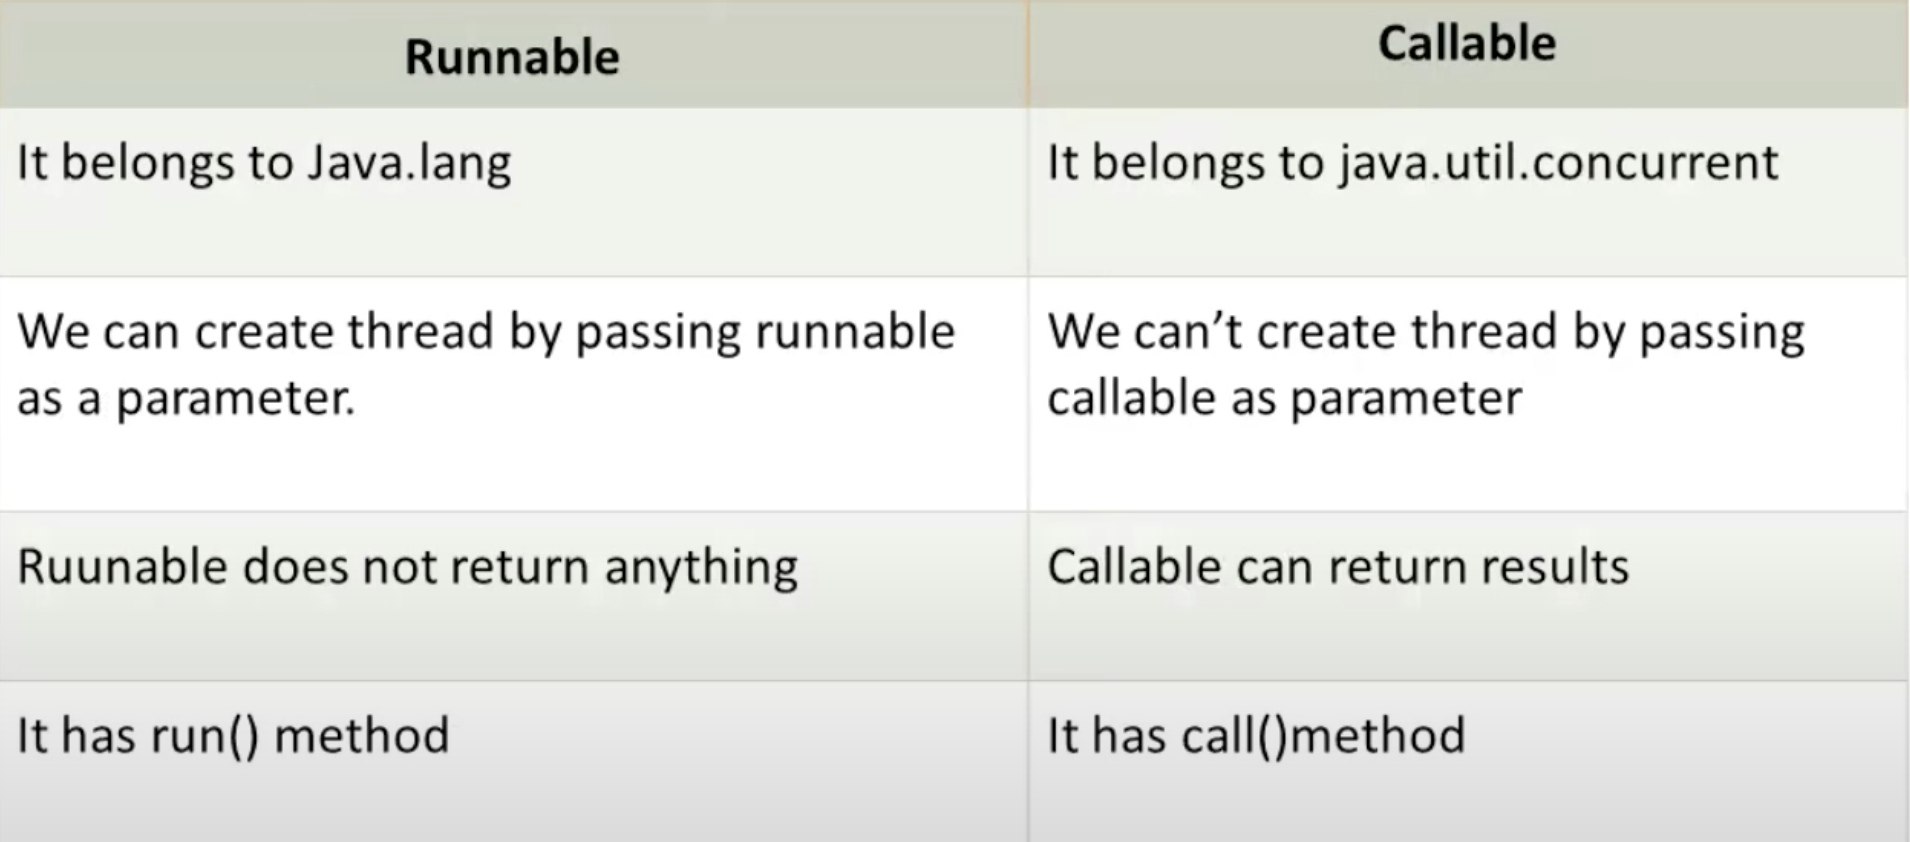 Runnable
Callable
It belongs to Java.lang
It belongs to java.util.concurrent
We can create thread by passing runnable
as a parameter.
We can’t create thread by passing
callable as parameter
Ruunable does not return anything
Callable can return results
It has run() method
It has call()method